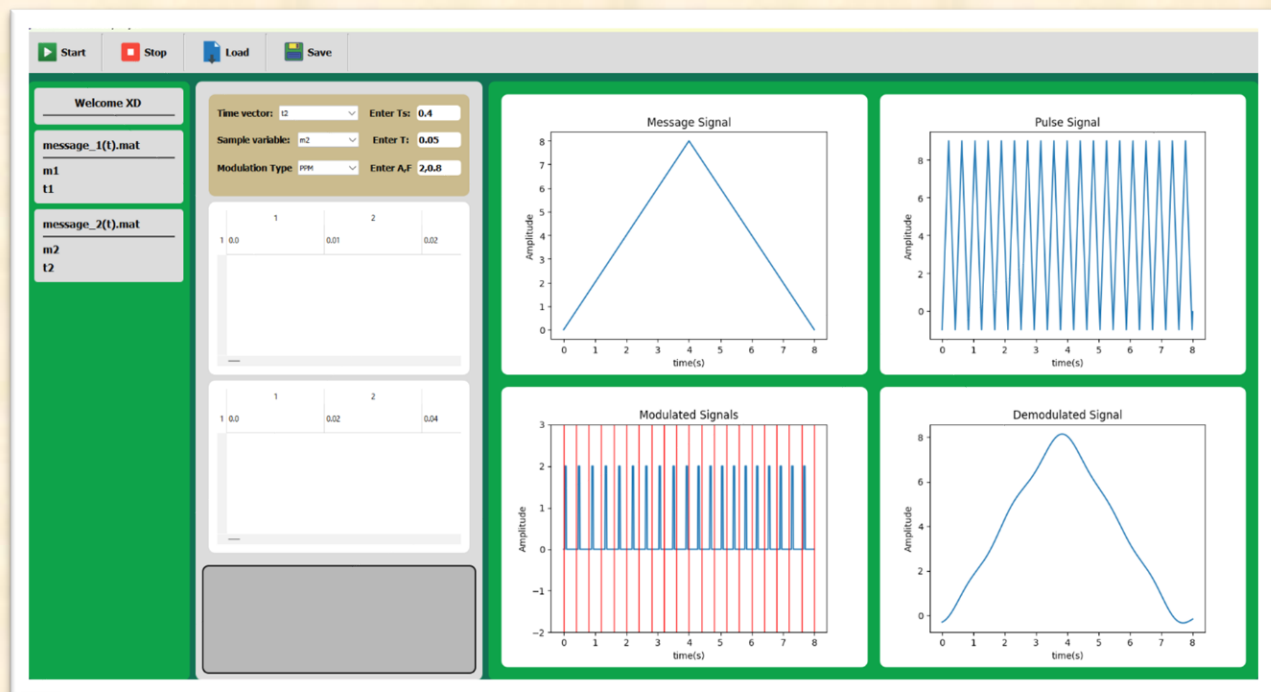 Start Stop Load Save
Welcome XD
message_1(t).mat
m1
t1
message_2(t).mat
m2
t2
Time vector: t2 Enter Ts: 0.4
Sample variable: m2 Enter T: 0.05
Modulation Type PPM Enter A,F 2,0.8
1 2
1 0.0 0.01 0.02
1 2
1 0.0 0.02 0.04
Message Signal
Amplitude
8
7
6
5
4
3
2
1
0
0 1 2 3 4 5 6 7 8
time(s)
Pulse Signal
Amplitude
8
6
4
2
0
0 1 2 3 4 5 6 7 8
time(s)
Modulated Signals
Amplitude
3
2
1
0
−1
−2
0 1 2 3 4 5 6 7 8
time(s)
Demodulated Signal
Amplitude
8
6
4
2
0
0 1 2 3 4 5 6 7 8
time(s)